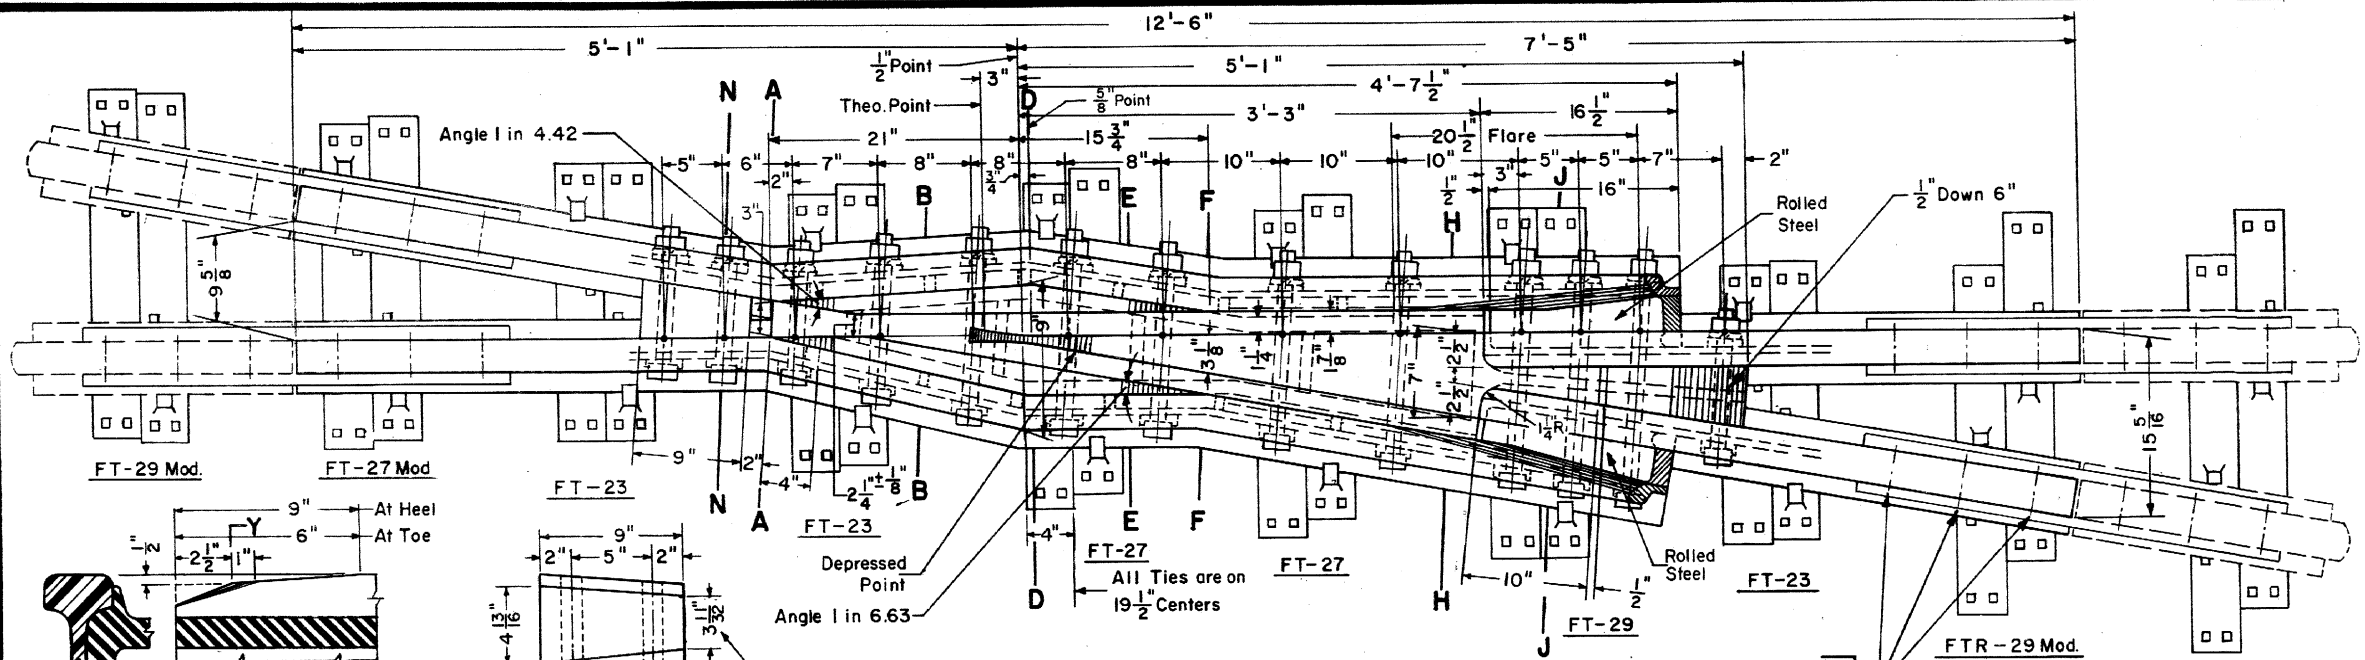 12'-6"
5'-1"
7'-5"
1/2" Point
5'-1"
3"
4'-7 1/2"
N
A
Theo. Point
D
5/8" Point
3'-3"
16 1/2"
Angle 1 in 4.42
21"
15 3/4"
20 1/2" Flare
5"
6"
7"
8"
8"
8"
10"
10"
10"
5"
5"
7"
2"
2"
3/4"
1/2"
3"
J
16"
1/2" Down 6"
B
E
F
H
Rolled
Steel
3"
9 5/8"
9"
3 1/8"
1 1/4"
1 7/8"
7"
2 1/2"
2 1/2"
1 1/4 R
15 5/16"
FT-29 Mod.
FT-27 Mod
FT-23
9"
2"
4"
2 1/4" ± 1/8"
B
N
A
FT-23
E
F
4"
FT-27
FT-27
Depressed
Point
All Ties are on
19 1/2" Centers
D
Angle 1 in 6.63
10"
1/2"
H
J
Rolled
Steel
FT-29
FT-23
FTR-29 Mod.
9"
At Heel
Y
6"
At Toe
1/2"
2 1/2"
1"
9"
2"
5"
2"
4 13/16"
3 11/32"